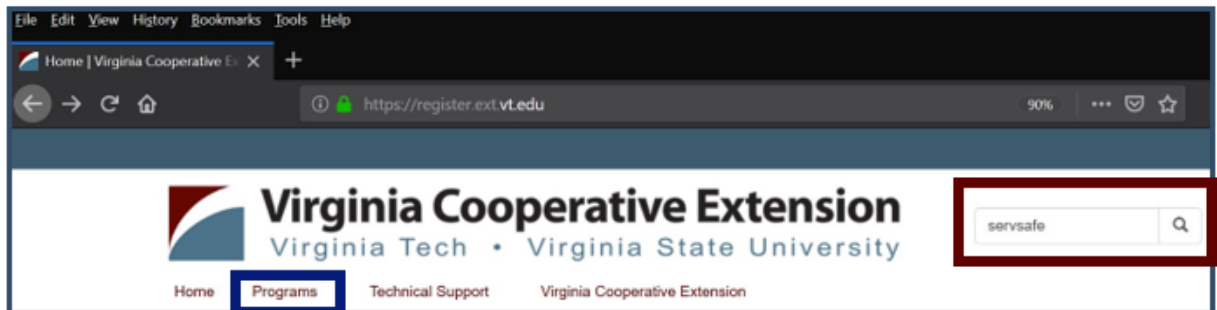 File Edit View History Bookmarks Tools Help
Home | Virginia Cooperative Ex
https://register.ext.vt.edu 90%
Virginia Cooperative Extension
Virginia Tech • Virginia State University
servsafe
Home Programs Technical Support Virginia Cooperative Extension